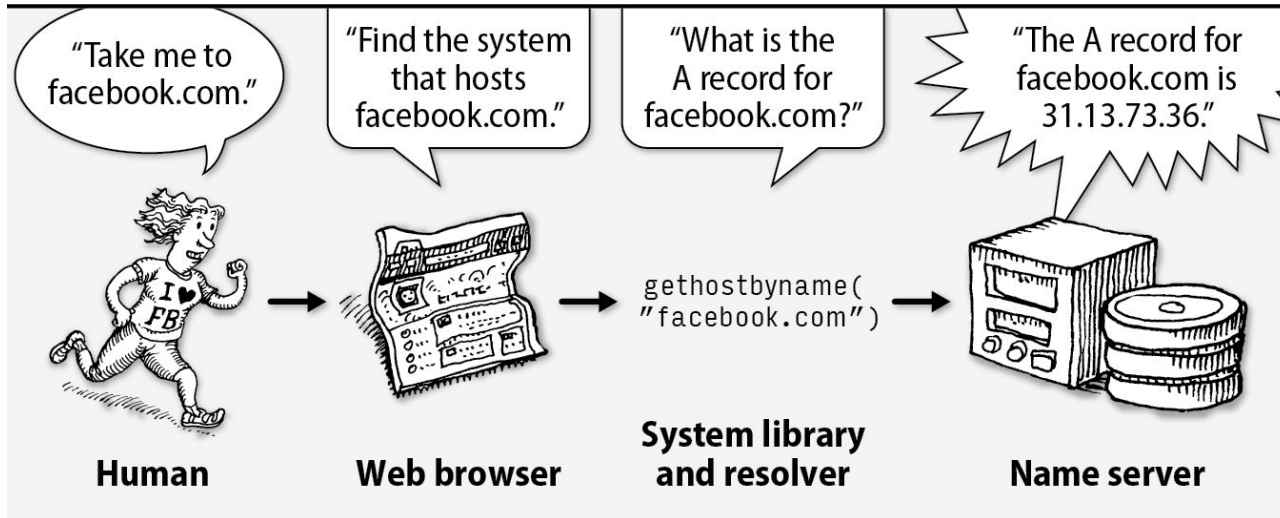 “Take me to
facebook.com.”
“Find the system
that hosts
facebook.com.”
“What is the
A record for
facebook.com?”
“The A record for
facebook.com is
31.13.73.36.”
I ♥
FB
gethostbyname(
"facebook.com")
Human
Web browser
System library
and resolver
Name server